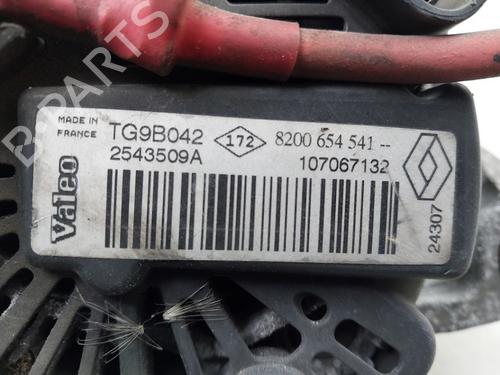 MADE IN
FRANCE
TG9B042
172
8200 654 541--
2543509A
107067132
Valeo
24307
B-PARTS